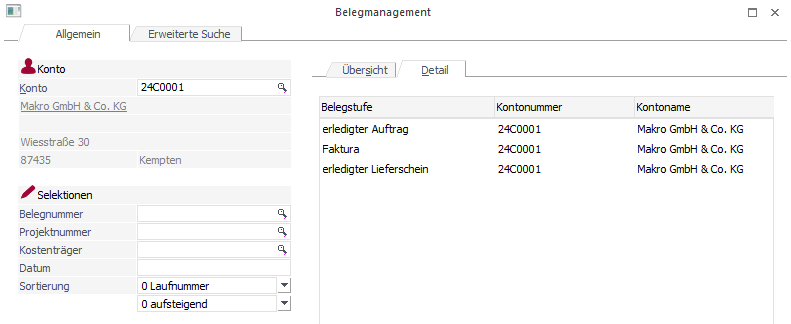 Belegmanagement
Allgemein Erweiterte Suche
Konto
Konto 24C0001
Makro GmbH & Co. KG
Wiesstraße 30
87435 Kempten
Selektionen
Belegnummer
Projektnummer
Kostenträger
Datum
Sortierung 0 Laufnummer
0 aufsteigend
Übersicht Detail
Belegstufe Kontonummer Kontoname
erledigter Auftrag 24C0001 Makro GmbH & Co. KG
Faktura 24C0001 Makro GmbH & Co. KG
erledigter Lieferschein 24C0001 Makro GmbH & Co. KG